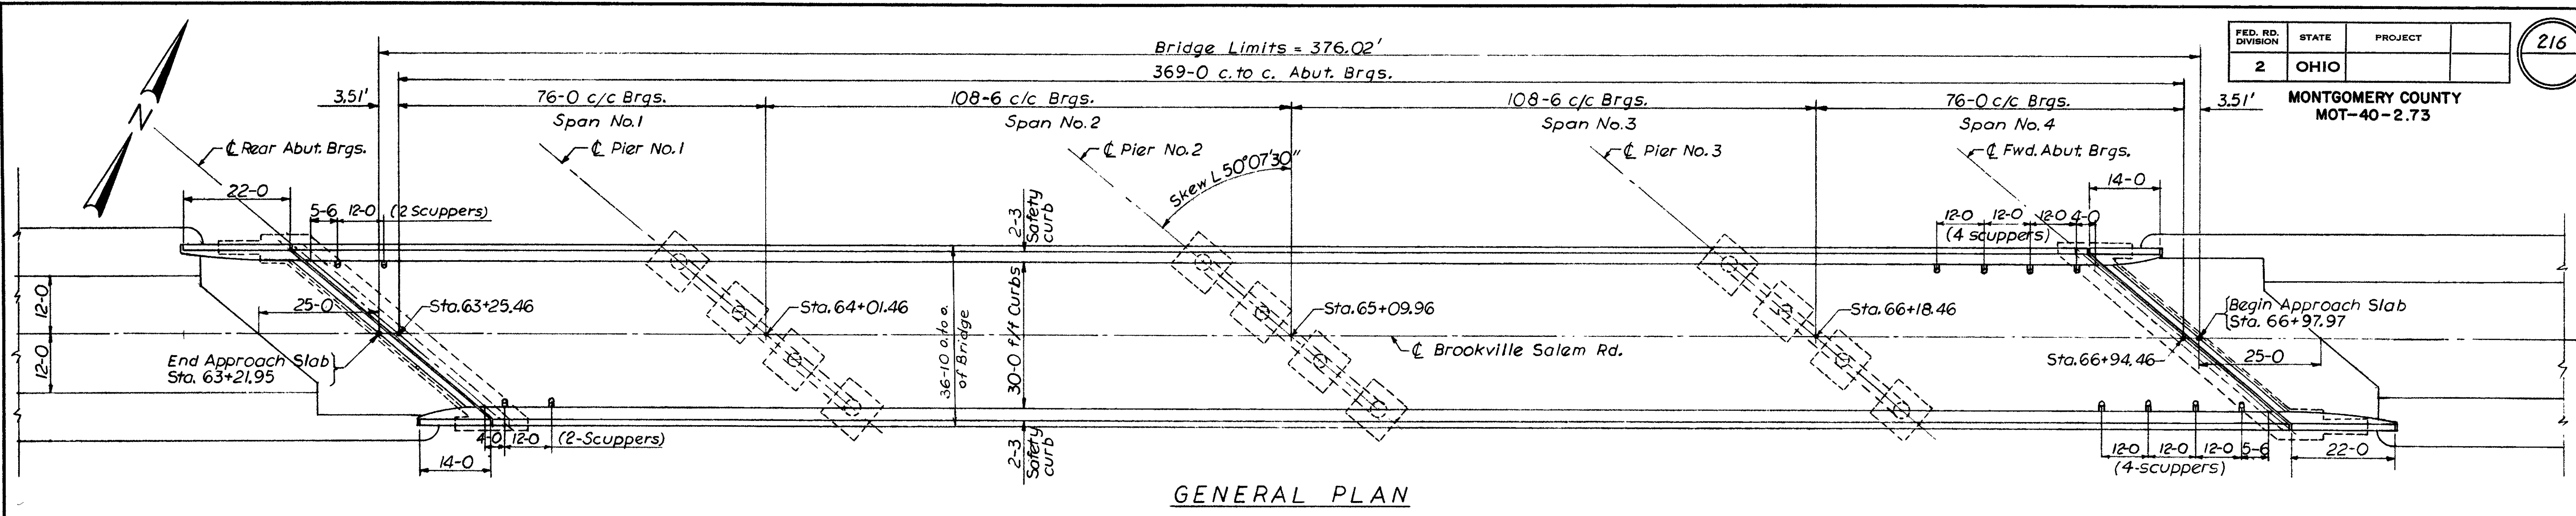 Bridge Limits = 376.02'
369-0 c. to c. Abut. Brgs.
3.51'
76-0 c/c Brgs.
108-6 c/c Brgs.
108-6 c/c Brgs.
76-0 c/c Brgs.
3.51'
Span No.1
Span No.2
Span No.3
Span No.4
FED. RD. DIVISION
STATE
PROJECT
2
OHIO
216
MONTGOMERY COUNTY
MOT-40-2.73
N
℄ Rear Abut. Brgs.
℄ Pier No.1
℄ Pier No.2
℄ Pier No.3
℄ Fwd. Abut. Brgs.
Skew L 50°07'30"
22-0
5-6
12-0
(2 Scuppers)
2-3
Safety
curb
14-0
12-0
12-0
12-0
4-0
(4 scuppers)
12-0
12-0
25-0
Sta. 63+25.46
Sta. 64+01.46
Sta. 65+09.96
Sta. 66+18.46
Begin Approach Slab
Sta. 66+97.97
36-10 o. to o.
of Bridge
30-0 f/f Curbs
℄ Brookville Salem Rd.
End Approach Slab
Sta. 63+21.95
Sta. 66+94.46
25-0
4-0
12-0
(2-Scuppers)
14-0
2-3
Safety
curb
12-0
12-0
12-0
5-6
(4-scuppers)
22-0
GENERAL PLAN